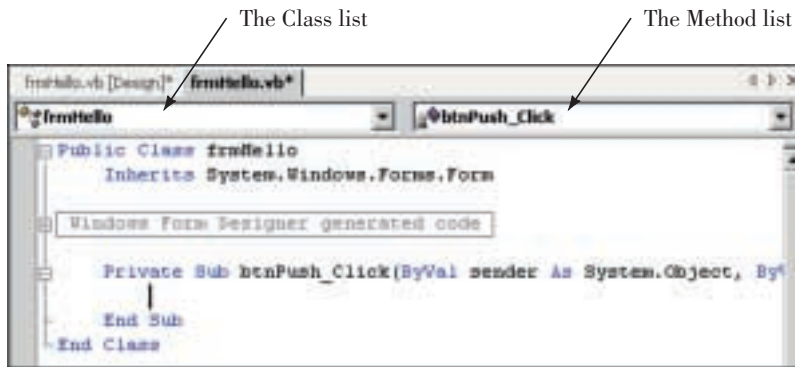 The Class list The Method list
frmHello.vb [Design]* frmHello.vb*
frmHello btnPush_Click
Public Class frmHello
Inherits System.Windows.Forms.Form
Windows Form Designer generated code
Private Sub btnPush_Click(ByVal sender As System.Object, ByV
End Sub
End Class